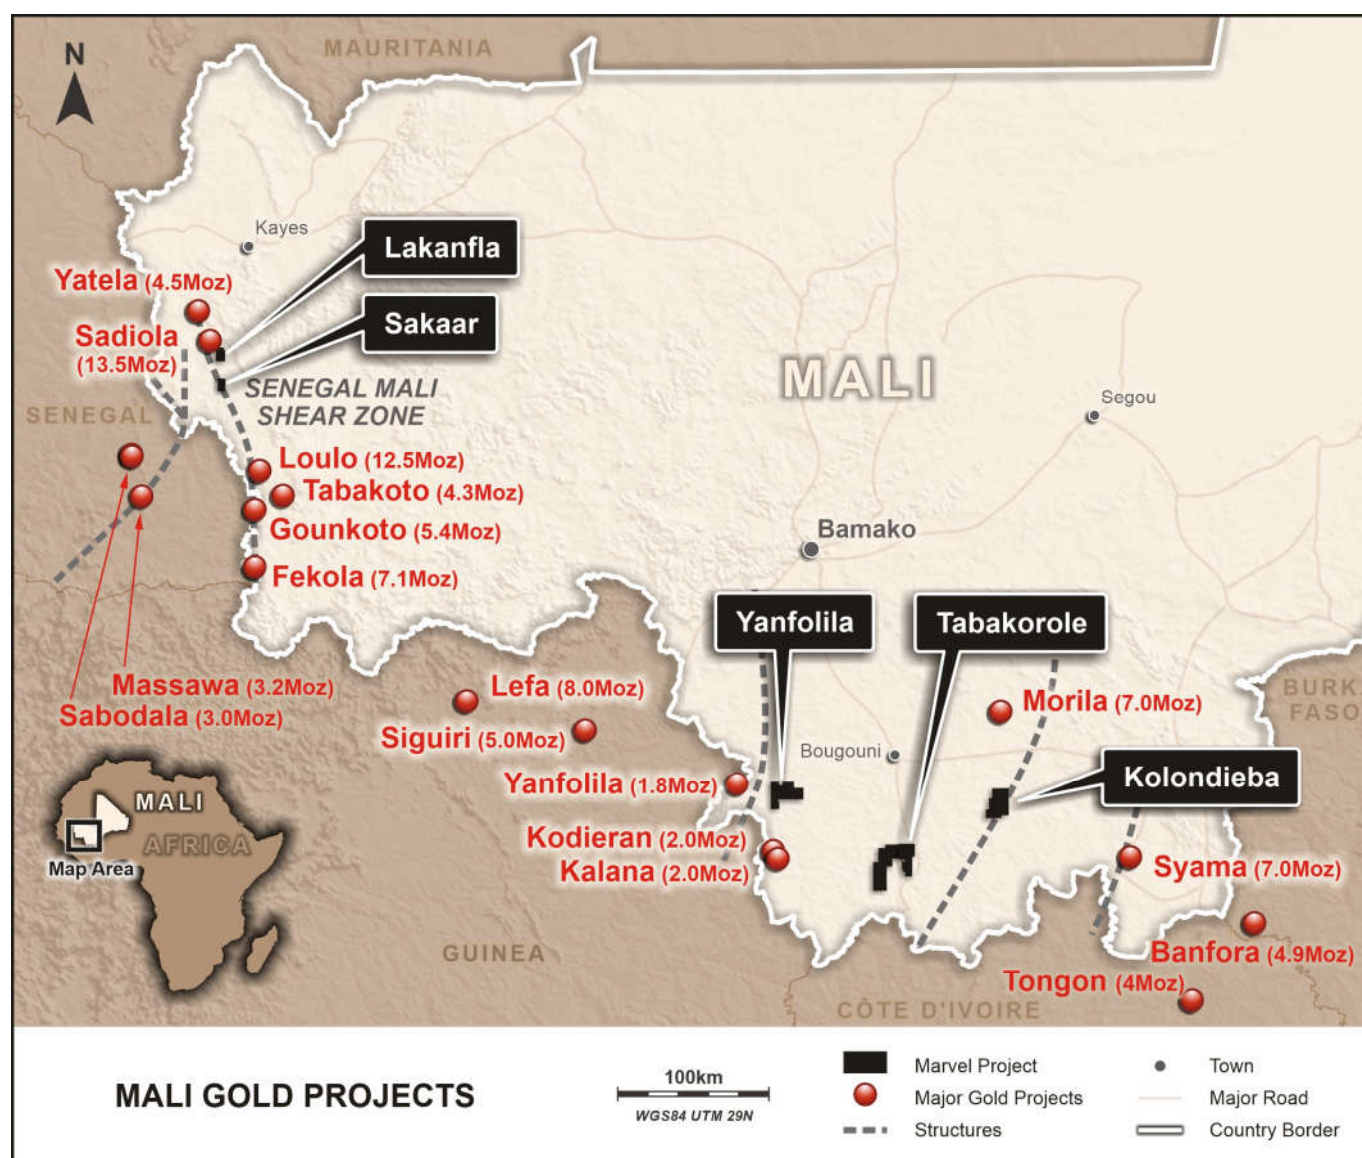 MAURITANIA
N
Kayes
Lakanfla
Yatela (4.5Moz)
Sakaar
Sadiola
(13.5Moz)
SENEGAL MALI
SHEAR ZONE
MALI
Segou
SENEGAL
Loulo (12.5Moz)
Tabakoto (4.3Moz)
Gounkoto (5.4Moz)
Bamako
Fekola (7.1Moz)
Yanfolila
Tabakorole
Massawa (3.2Moz)
Sabodala (3.0Moz)
Lefa (8.0Moz)
Siguiri (5.0Moz)
Morila (7.0Moz)
BURK
FASO
Bougouni
Yanfolila (1.8Moz)
Kolondieba
MALI
AFRICA
Map Area
Kodieran (2.0Moz)
Kalana (2.0Moz)
Syama (7.0Moz)
GUINEA
Banfora (4.9Moz)
Tongon (4Moz)
CÔTE D'IVOIRE
MALI GOLD PROJECTS
100km
WGS84 UTM 29N
Marvel Project
Major Gold Projects
Structures
Town
Major Road
Country Border